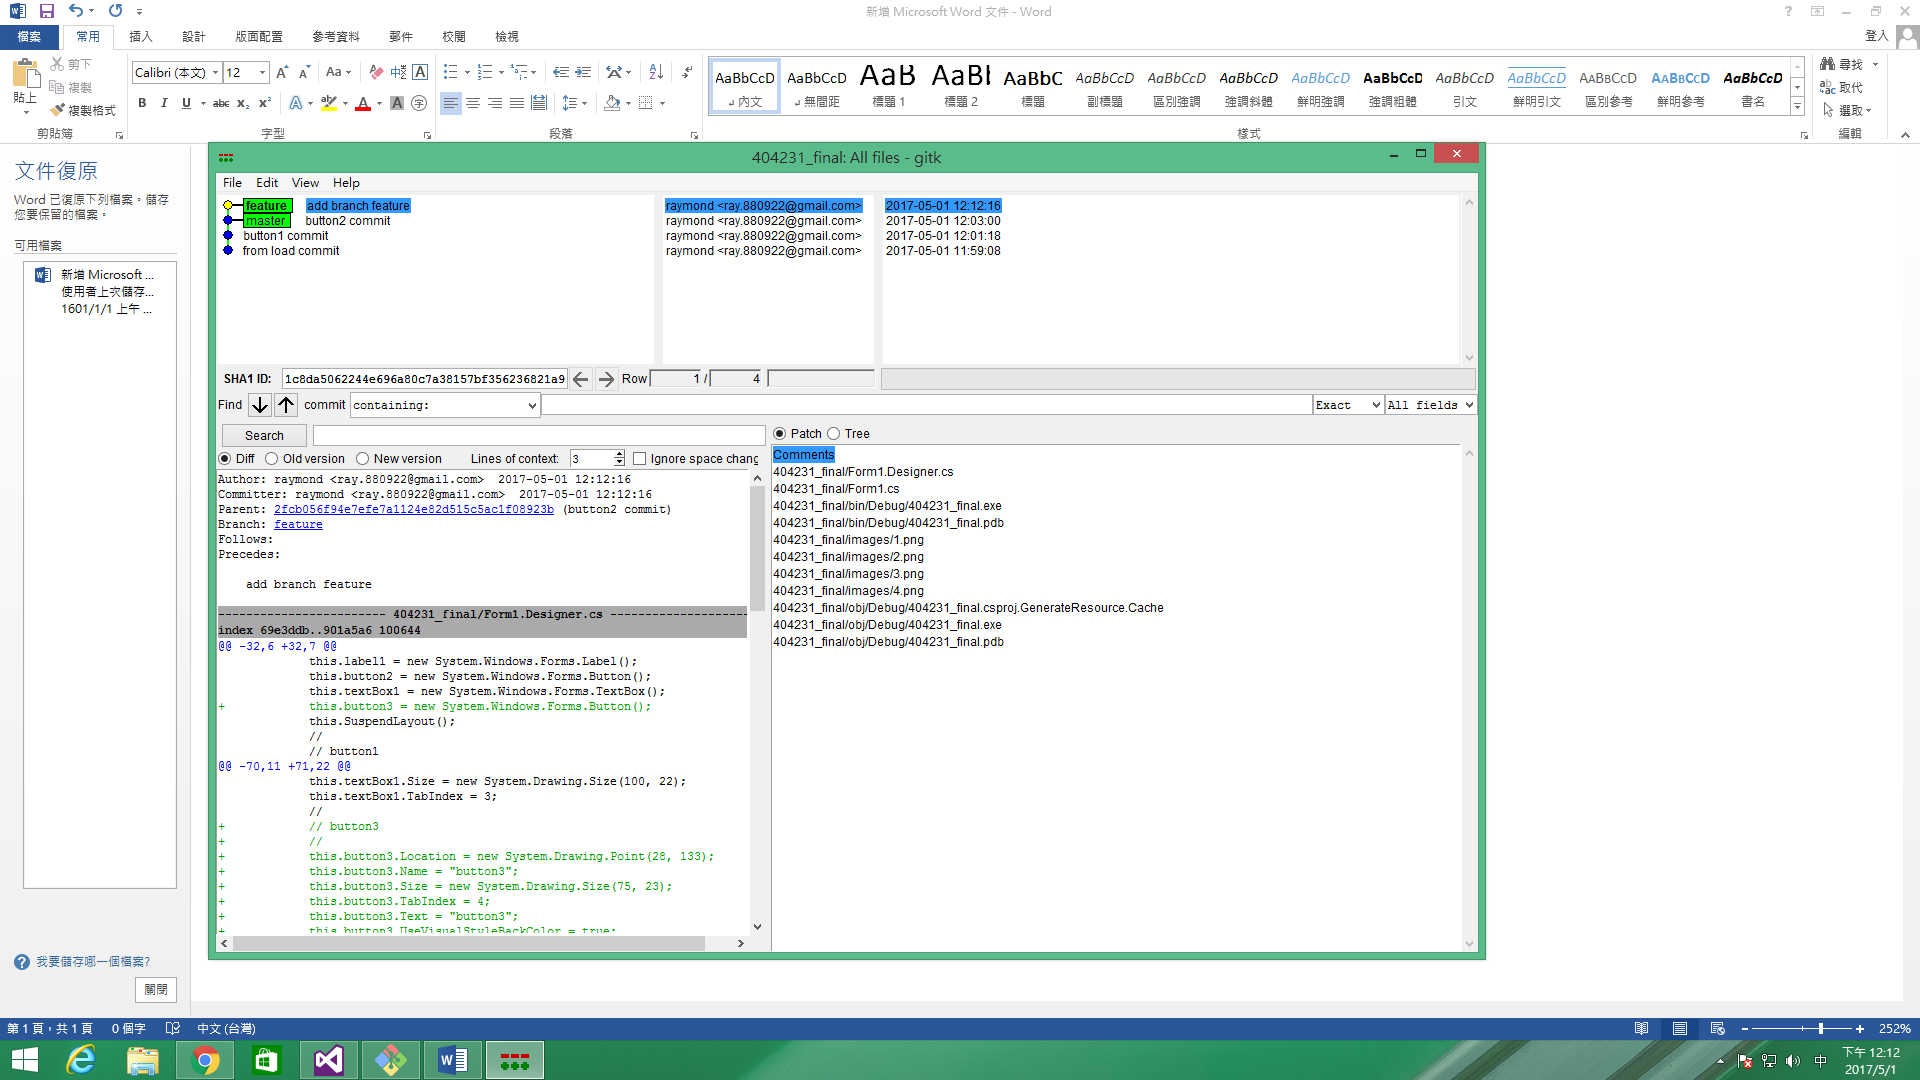 新增 Microsoft Word 文件 - Word
檔案 常用 插入 設計 版面配置 參考資料 郵件 校閱 檢視 登入
貼上 剪下 複製 複製格式
Calibri (本文) 12
AaBbCcD AaBbCcD AaB AaBl AaBbC AaBbCcD AaBbCcD AaBbCcD AaBbCcD AaBbCcD AaBbCcD AaBbCcD AaBbCcD AaBbCcD AaBbCcD
內文 無間距 標題 1 標題 2 標題 副標題 區別強調 強調斜體 鮮明強調 強調粗體 引文 鮮明引文 區別參考 鮮明參考 書名
尋找 取代 選取
剪貼簿 字型 段落 樣式 編輯
文件復原
Word 已復原下列檔案。儲存
您要保留的檔案。
可用檔案
新增 Microsoft ...
使用者上次儲存...
1601/1/1 上午 ...
我要儲存哪一個檔案?
關閉
404231_final: All files - gitk
File Edit View Help
feature add branch feature raymond <ray.880922@gmail.com> 2017-05-01 12:12:16
master button2 commit raymond <ray.880922@gmail.com> 2017-05-01 12:03:00
button1 commit raymond <ray.880922@gmail.com> 2017-05-01 12:01:18
from load commit raymond <ray.880922@gmail.com> 2017-05-01 11:59:08
SHA1 ID: 1c8da5062244e696a80c7a38157bf356236821a9 Row 1 / 4
Find commit containing: Exact All fields
Search
Diff Old version New version Lines of context: 3 Ignore space chang
Author: raymond <ray.880922@gmail.com> 2017-05-01 12:12:16
Committer: raymond <ray.880922@gmail.com> 2017-05-01 12:12:16
Parent: 2fcb056f94e7efe7a1124e82d515c5ac1f08923b (button2 commit)
Branch: feature
Follows:
Precedes:
add branch feature
------------------------ 404231_final/Form1.Designer.cs --------------------
index 69e3ddb..901a5a6 100644
@@ -32,6 +32,7 @@
this.label1 = new System.Windows.Forms.Label();
this.button2 = new System.Windows.Forms.Button();
this.textBox1 = new System.Windows.Forms.TextBox();
+ this.button3 = new System.Windows.Forms.Button();
this.SuspendLayout();
//
// button1
@@ -70,11 +71,22 @@
this.textBox1.Size = new System.Drawing.Size(100, 22);
this.textBox1.TabIndex = 3;
//
+ // button3
+ //
+ this.button3.Location = new System.Drawing.Point(28, 133);
+ this.button3.Name = "button3";
+ this.button3.Size = new System.Drawing.Size(75, 23);
+ this.button3.TabIndex = 4;
+ this.button3.Text = "button3";
+ this.button3.UseVisualStyleBackColor = true;
Patch Tree
Comments
404231_final/Form1.Designer.cs
404231_final/Form1.cs
404231_final/bin/Debug/404231_final.exe
404231_final/bin/Debug/404231_final.pdb
404231_final/images/1.png
404231_final/images/2.png
404231_final/images/3.png
404231_final/images/4.png
404231_final/obj/Debug/404231_final.csproj.GenerateResource.Cache
404231_final/obj/Debug/404231_final.exe
404231_final/obj/Debug/404231_final.pdb
第 1 頁，共 1 頁 0 個字 中文 (台灣) 252%
中 下午 12:12
2017/5/1